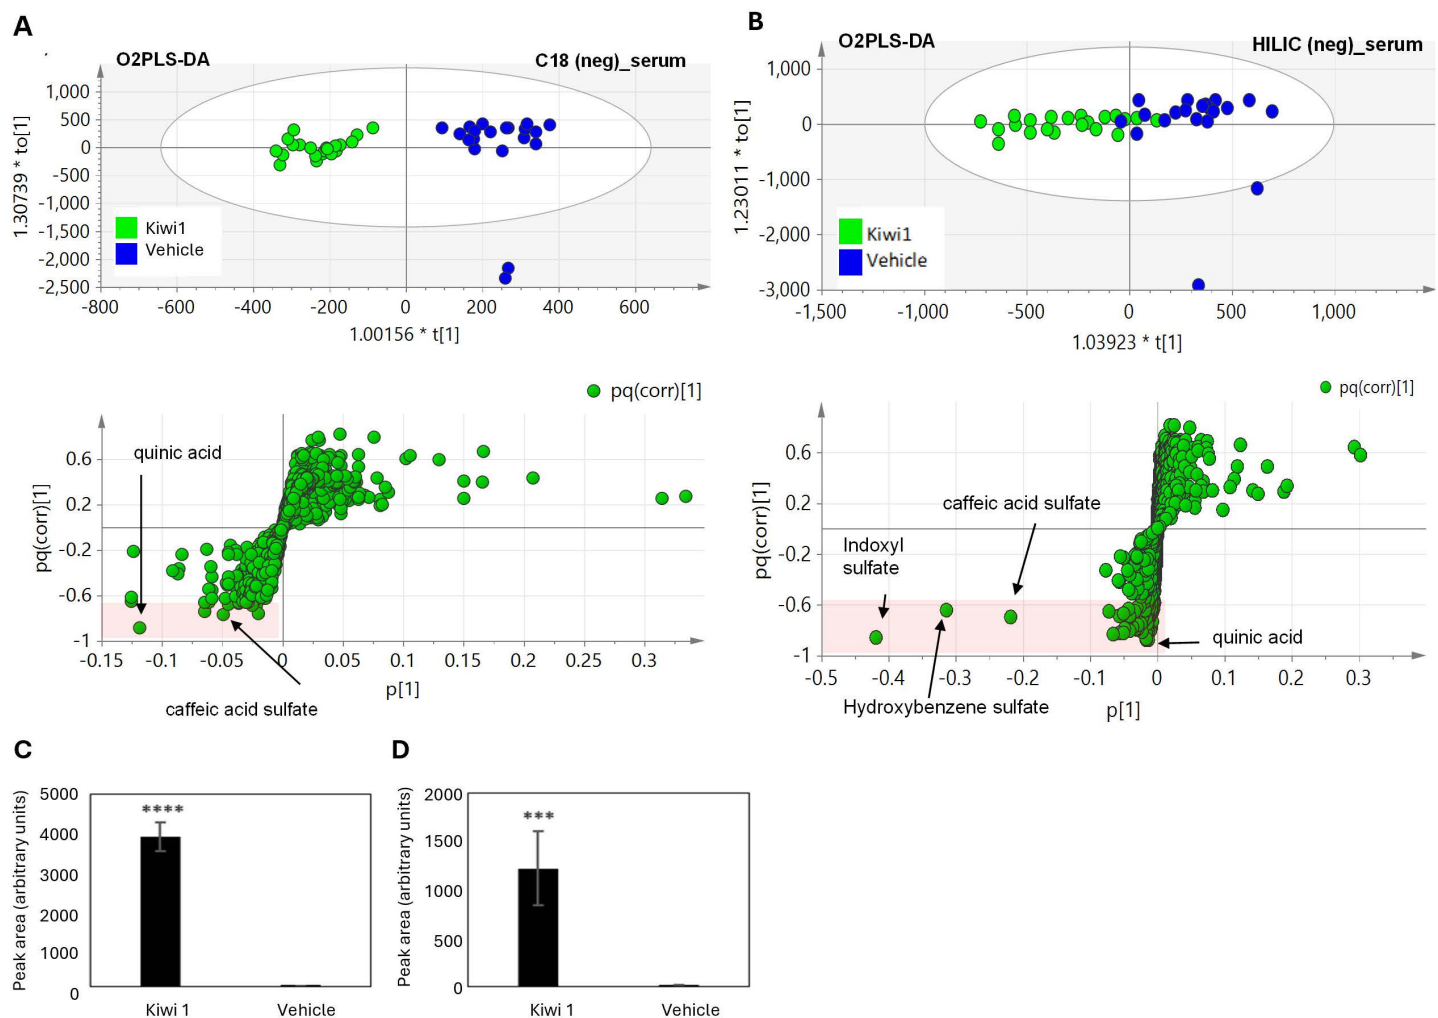 A
O2PLS-DA
C18 (neg)_serum
1.30739 * to[1]
1,000
500
0
-500
-1,000
-1,500
-2,000
-2,500
Kiwi1
Vehicle
-800
-600
-400
-200
0
200
400
600
1.00156 * t[1]
B
O2PLS-DA
HILIC (neg)_serum
1.23011 * to[1]
1,000
0
-1,000
-2,000
-3,000
Kiwi1
Vehicle
-1,500
-1,000
-500
0
500
1,000
1.03923 * t[1]
pq(corr)[1]
quinic acid
pq(corr)[1]
0.6
0.2
-0.2
-0.6
-1
-0.15
-0.1
-0.05
0
0.05
0.1
0.15
0.2
0.25
0.3
p[1]
caffeic acid sulfate
pq(corr)[1]
pq(corr)[1]
0.6
0.2
-0.2
-0.6
-1
caffeic acid sulfate
Indoxyl
sulfate
quinic acid
-0.5
-0.4
-0.3
-0.2
-0.1
0
0.1
0.2
0.3
Hydroxybenzene sulfate
p[1]
C
Peak area (arbitrary units)
5000
4000
3000
2000
1000
0
****
Kiwi 1
Vehicle
D
Peak area (arbitrary units)
2000
1500
1000
500
0
***
Kiwi 1
Vehicle